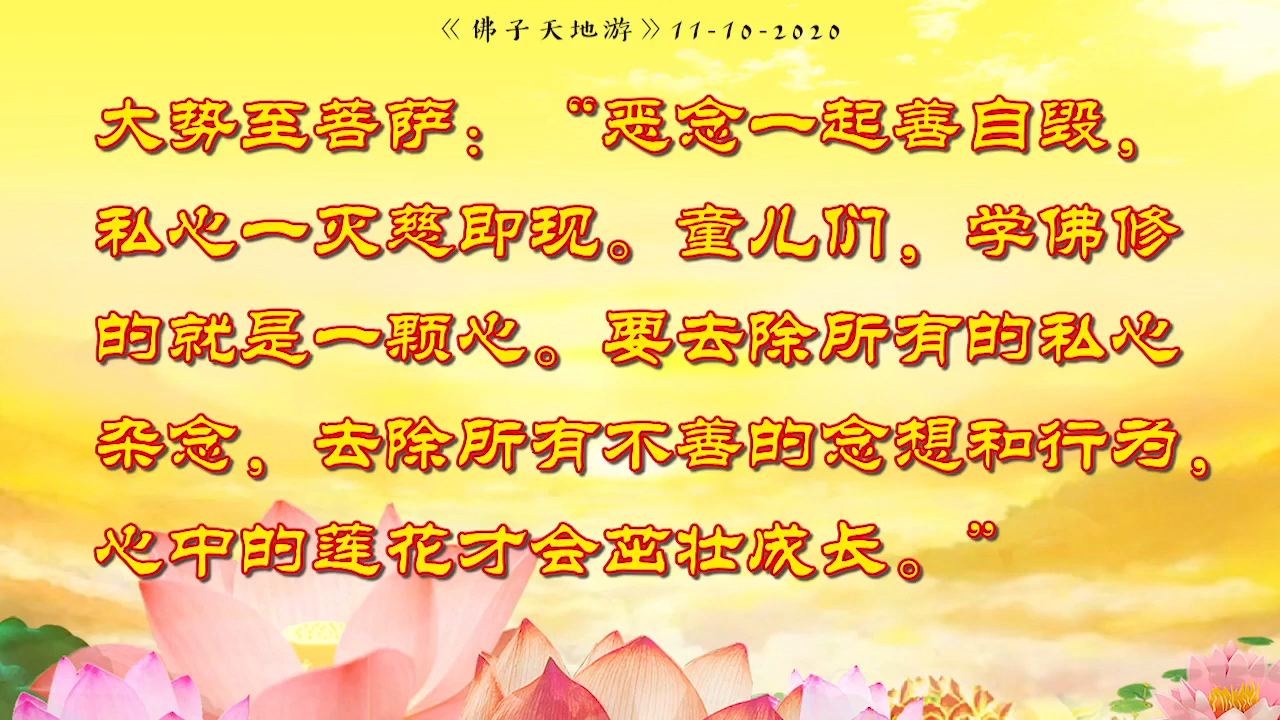 《佛子天地游》11-10-2020
大势至菩萨：“恶念一起善自毁，
私心一灭慈即现。童儿们，学佛修
的就是一颗心。要去除所有的私心
杂念，去除所有不善的念想和行为，
心中的莲花才会茁壮成长。”